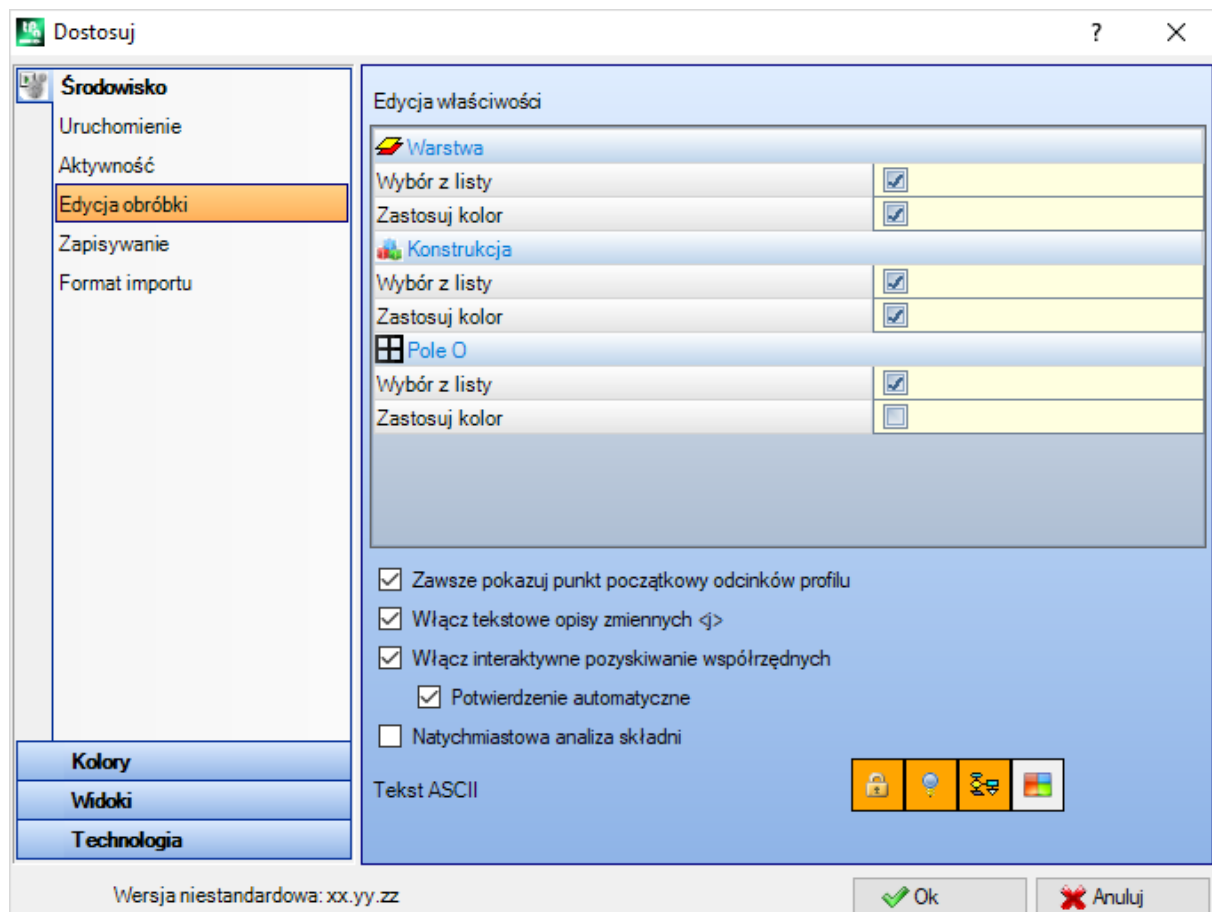 Dostosuj
?
Środowisko
Uruchomienie
Aktywność
Edycja obróbki
Zapisywanie
Format importu
Kolory
Widoki
Technologia
Edycja właściwości
Warstwa
Wybór z listy
Zastosuj kolor
Konstrukcja
Wybór z listy
Zastosuj kolor
Pole O
Wybór z listy
Zastosuj kolor
Zawsze pokazuj punkt początkowy odcinków profilu
Włącz tekstowe opisy zmiennych <j>
Włącz interaktywne pozyskiwanie współrzędnych
Potwierdzenie automatyczne
Natychmiastowa analiza składni
Tekst ASCII
Wersja niestandardowa: xx.yy.zz
Ok
Anuluj